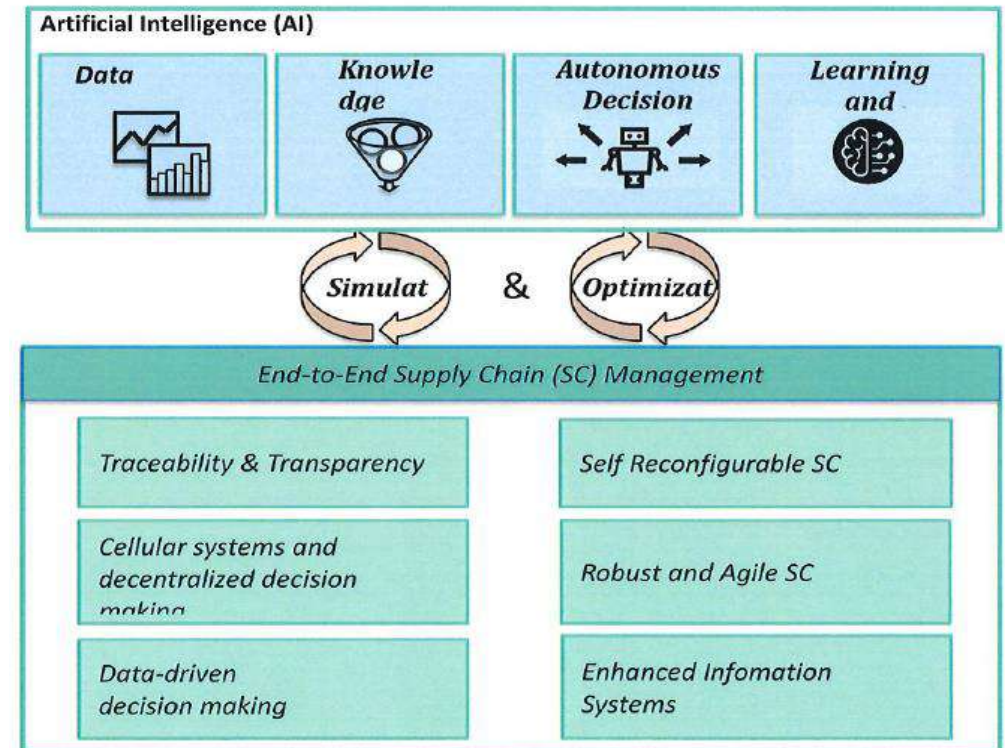 Artificial Intelligence (AI)
Data
Knowle
dge
Autonomous
Decision
Learning
and
Simulat
&
Optimizat
End-to-End Supply Chain (SC) Management
Traceability & Transparency
Self Reconfigurable SC
Cellular systems and
decentralized decision
making
Robust and Agile SC
Data-driven
decision making
Enhanced Infomation
Systems